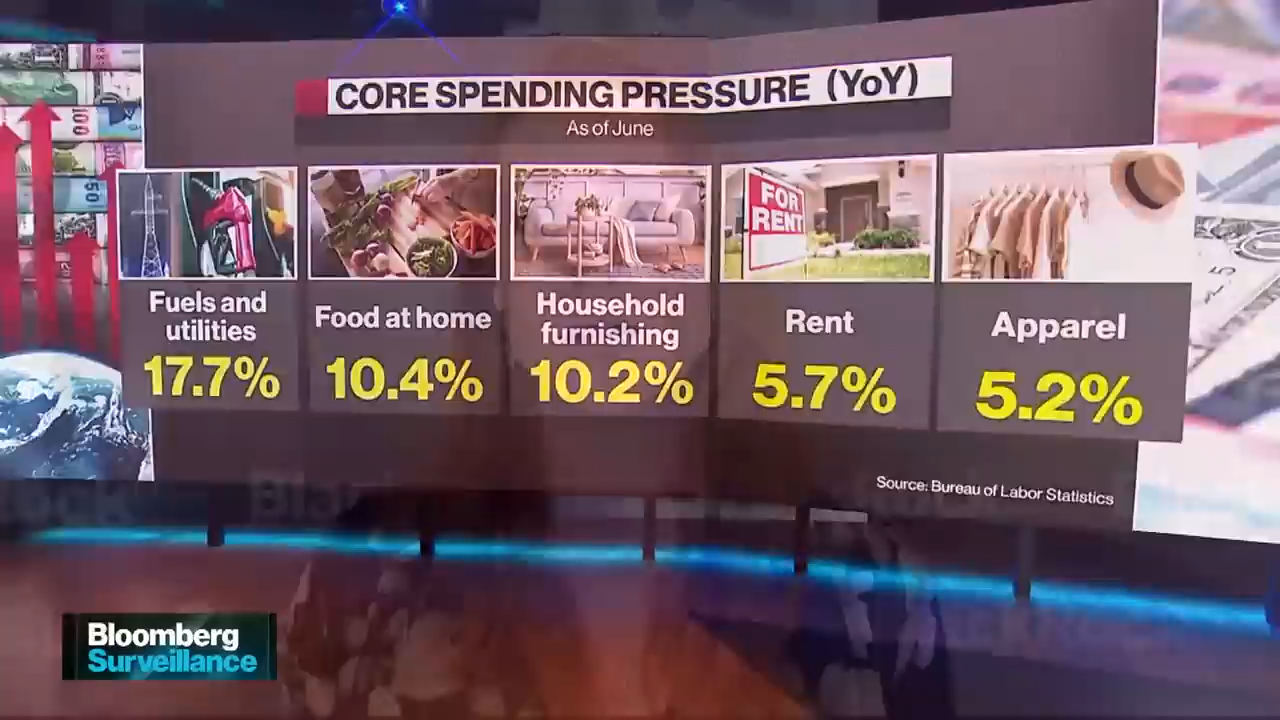 CORE SPENDING PRESSURE (YoY)
As of June
FOR
RENT
Fuels and
utilities
17.7%
Food at home
10.4%
Household
furnishing
10.2%
Rent
5.7%
Apparel
5.2%
Source: Bureau of Labor Statistics
Bloomberg
Surveillance